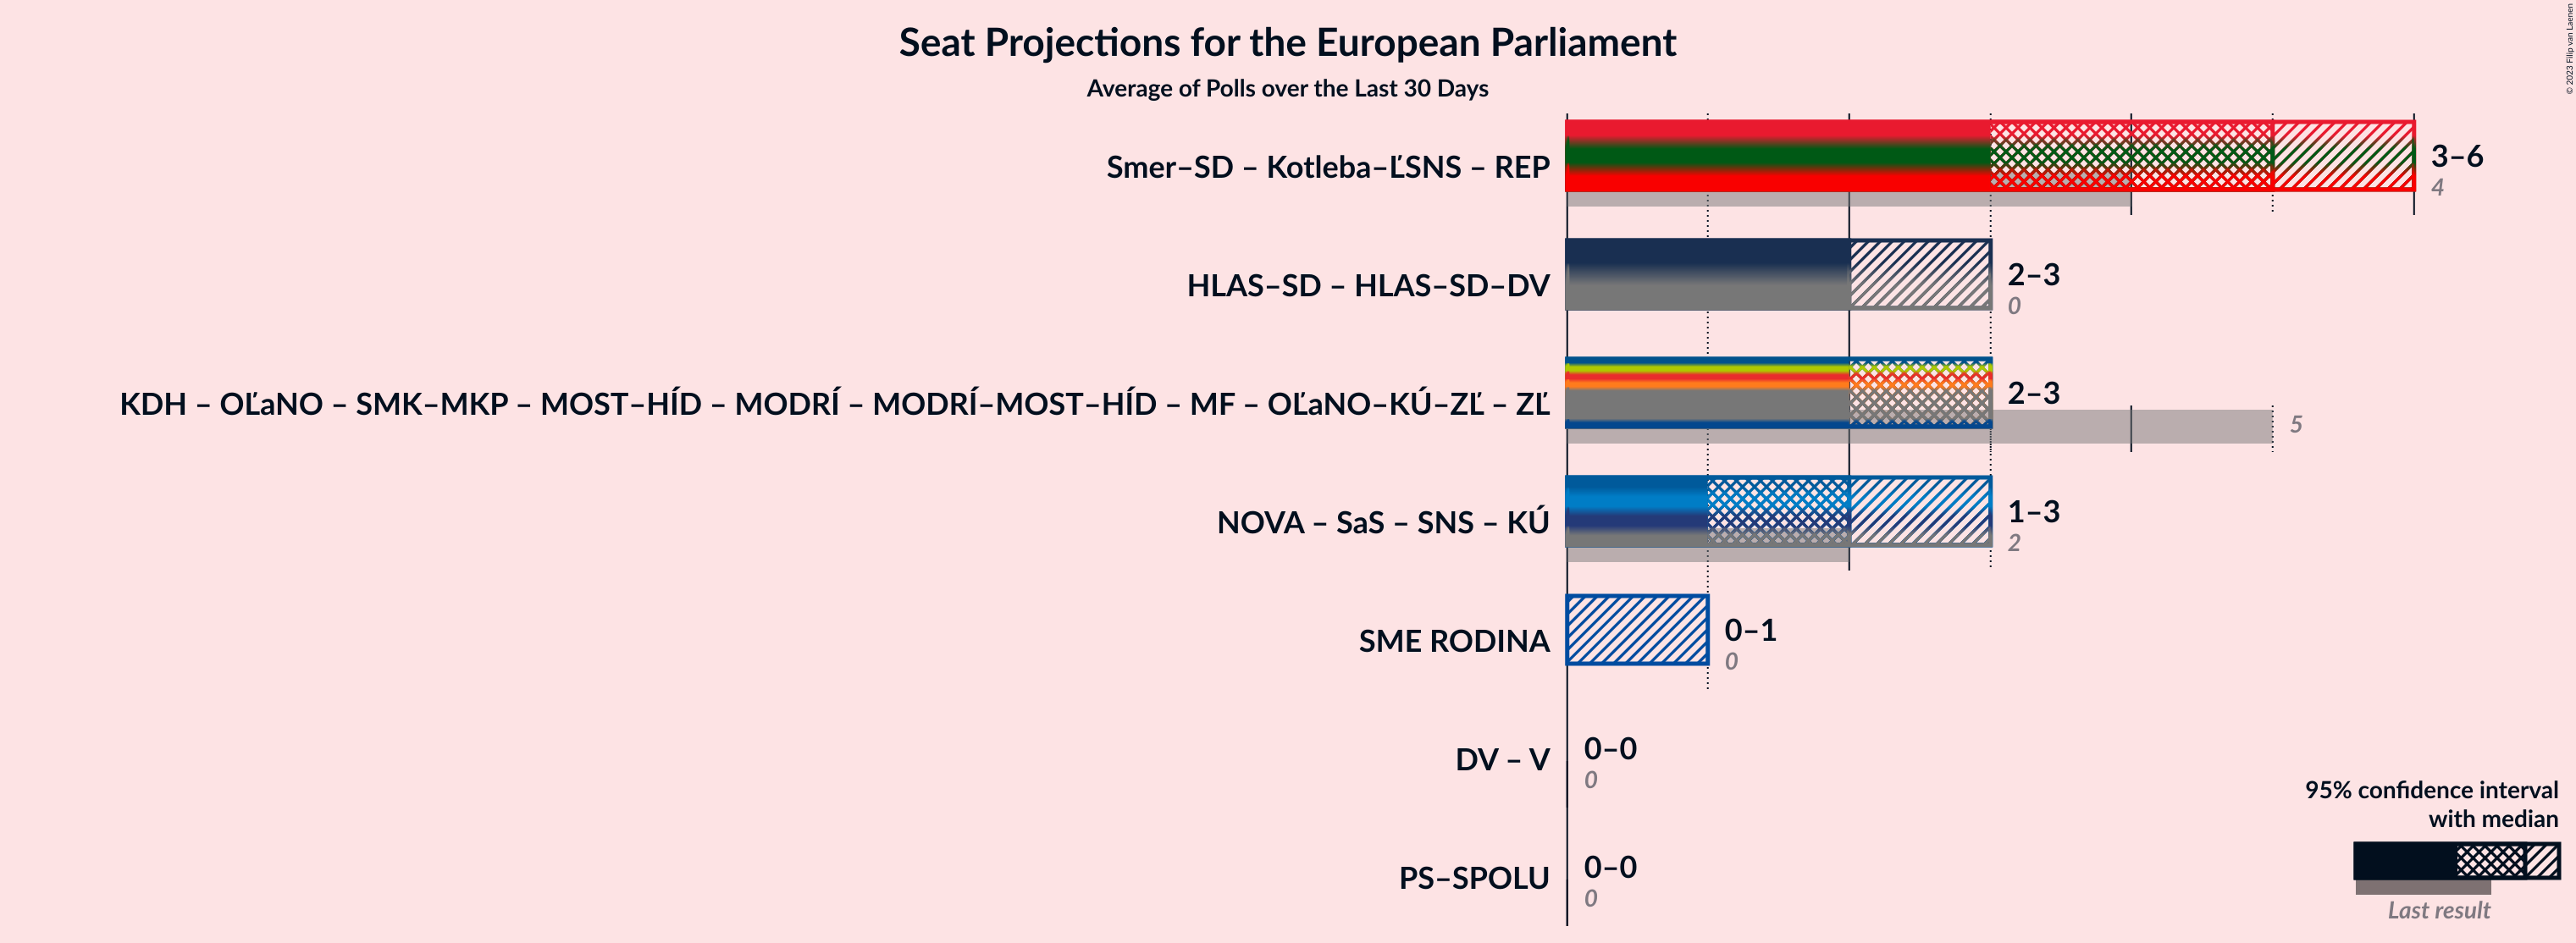 Seat Projections for the European Parliament
Average of Polls over the Last 30 Days
© 2023 Filip van Laenen
Smer–SD – Kotleba–ĽSNS – REP
3–6
4
HLAS–SD – HLAS–SD–DV
2–3
0
KDH – OĽaNO – SMK–MKP – MOST–HÍD – MODRÍ – MODRÍ–MOST–HÍD – MF – OĽaNO–KÚ–ZĽ – ZĽ
2–3
5
NOVA – SaS – SNS – KÚ
1–3
2
SME RODINA
0–1
0
DV – V
0–0
0
PS–SPOLU
0–0
0
95% confidence interval
with median
Last result